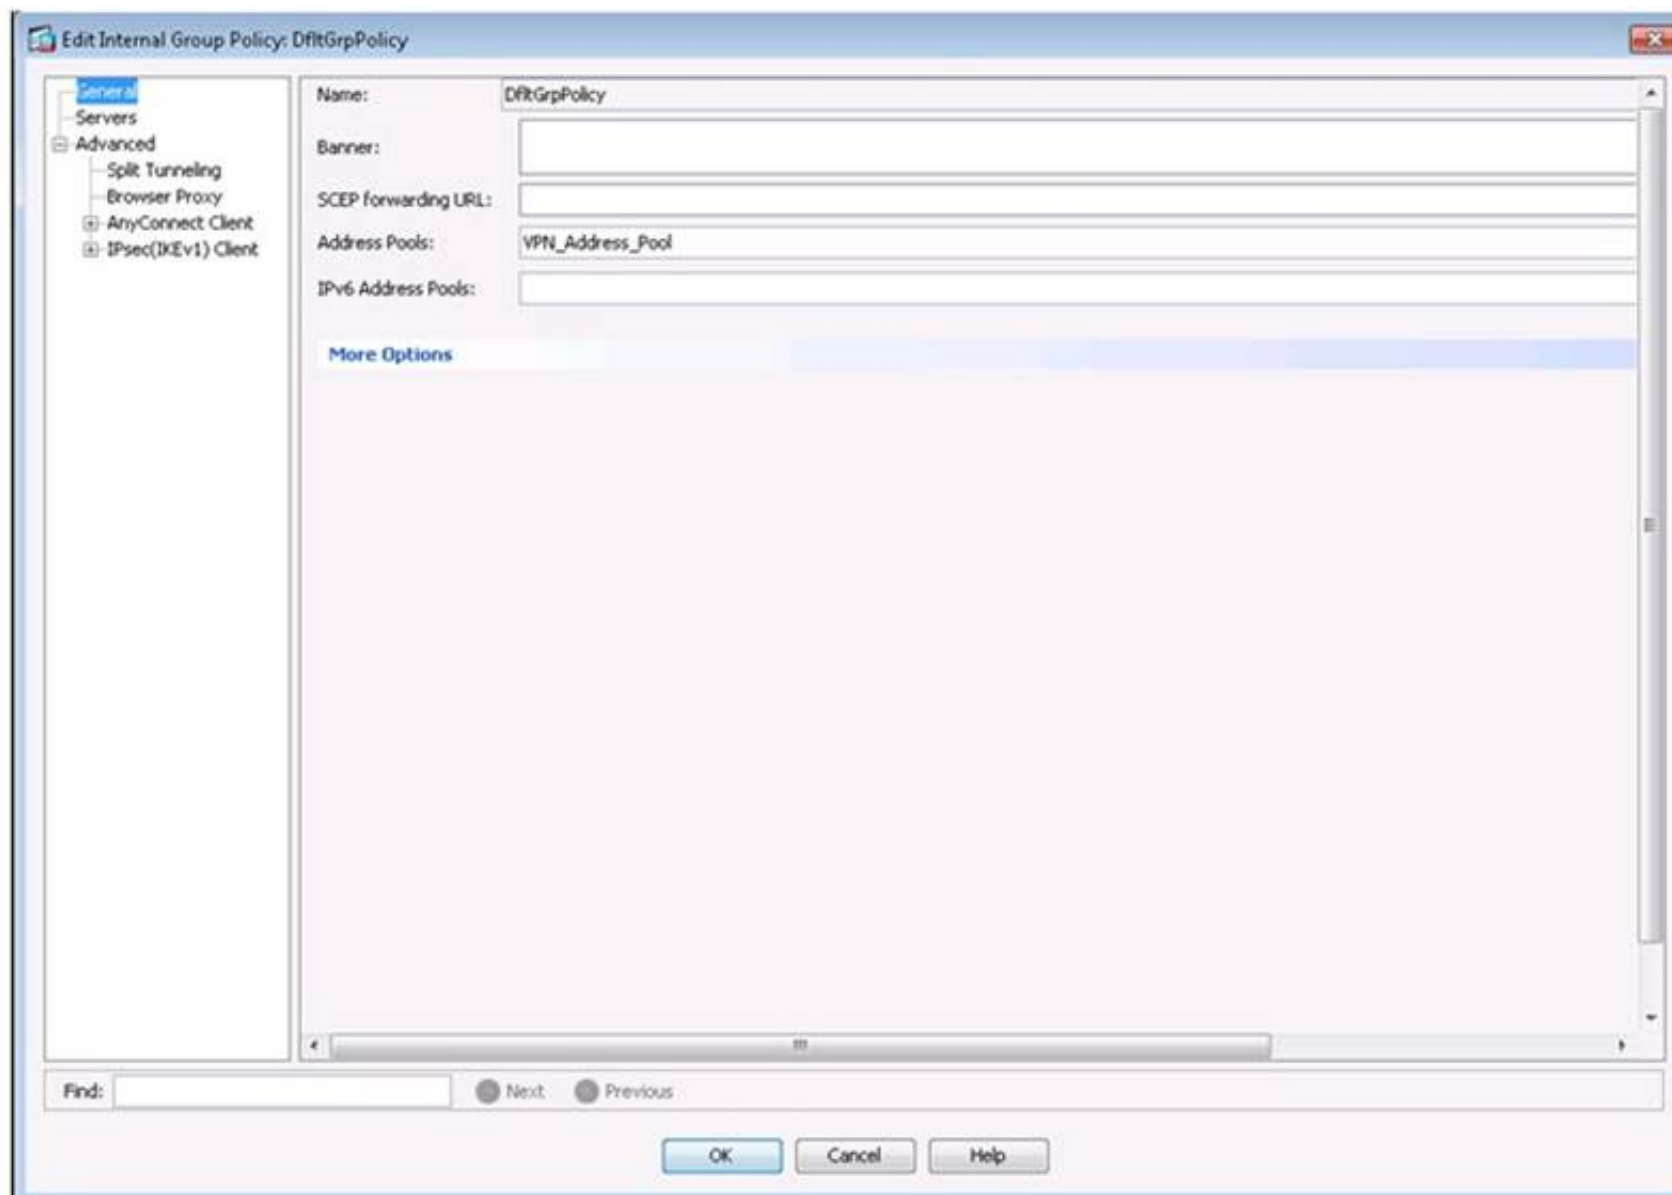 Edit Internal Group Policy: DfltGrpPolicy
General
Servers
Advanced
Split Tunneling
Browser Proxy
AnyConnect Client
IPsec(IKEv1) Client
Name: DfltGrpPolicy
Banner:
SCEP forwarding URL:
Address Pools: VPN_Address_Pool
IPv6 Address Pools:
More Options
Find: Next Previous
OK Cancel Help